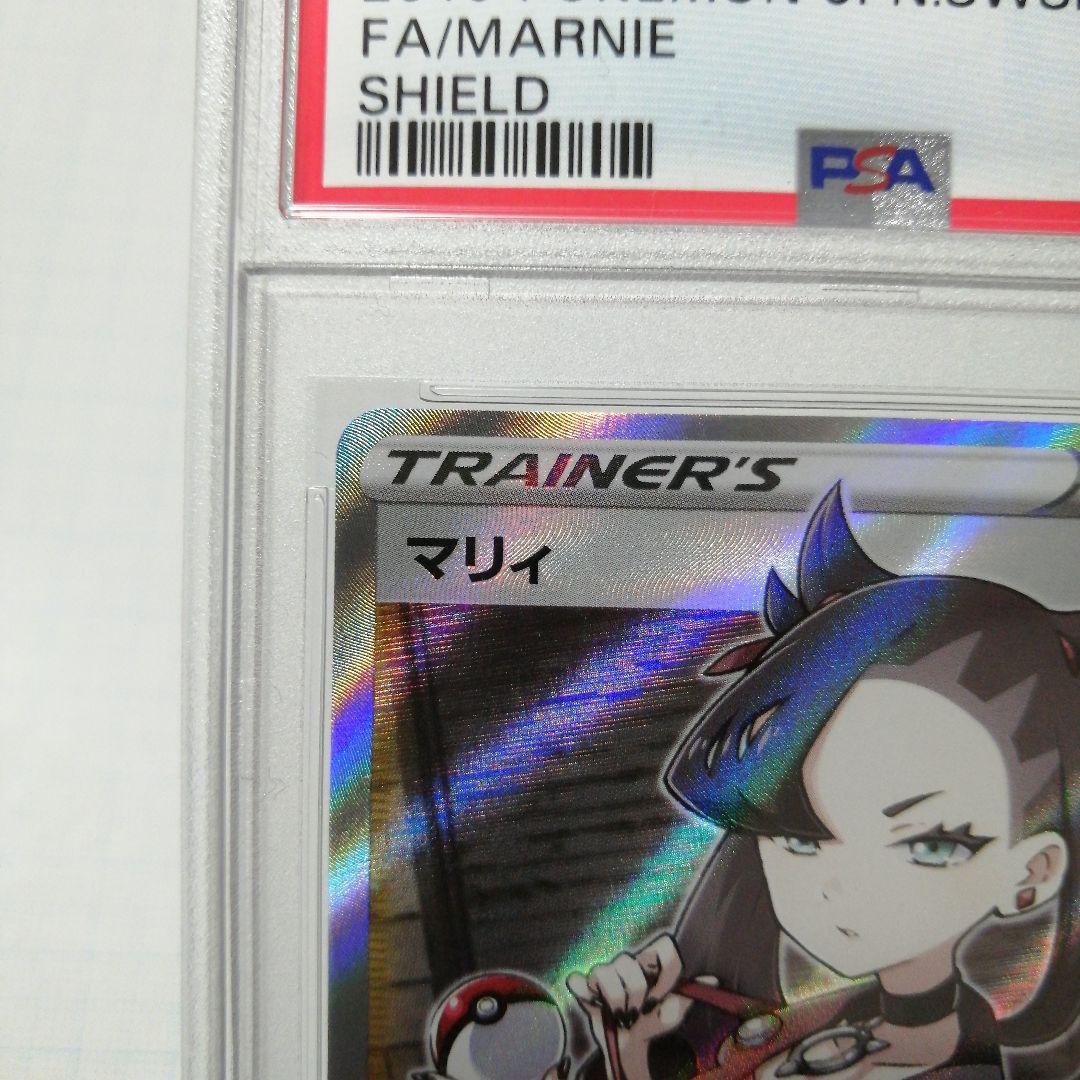 FA/MARNIE
SHIELD
PSA
TRAINER'S
マリィ